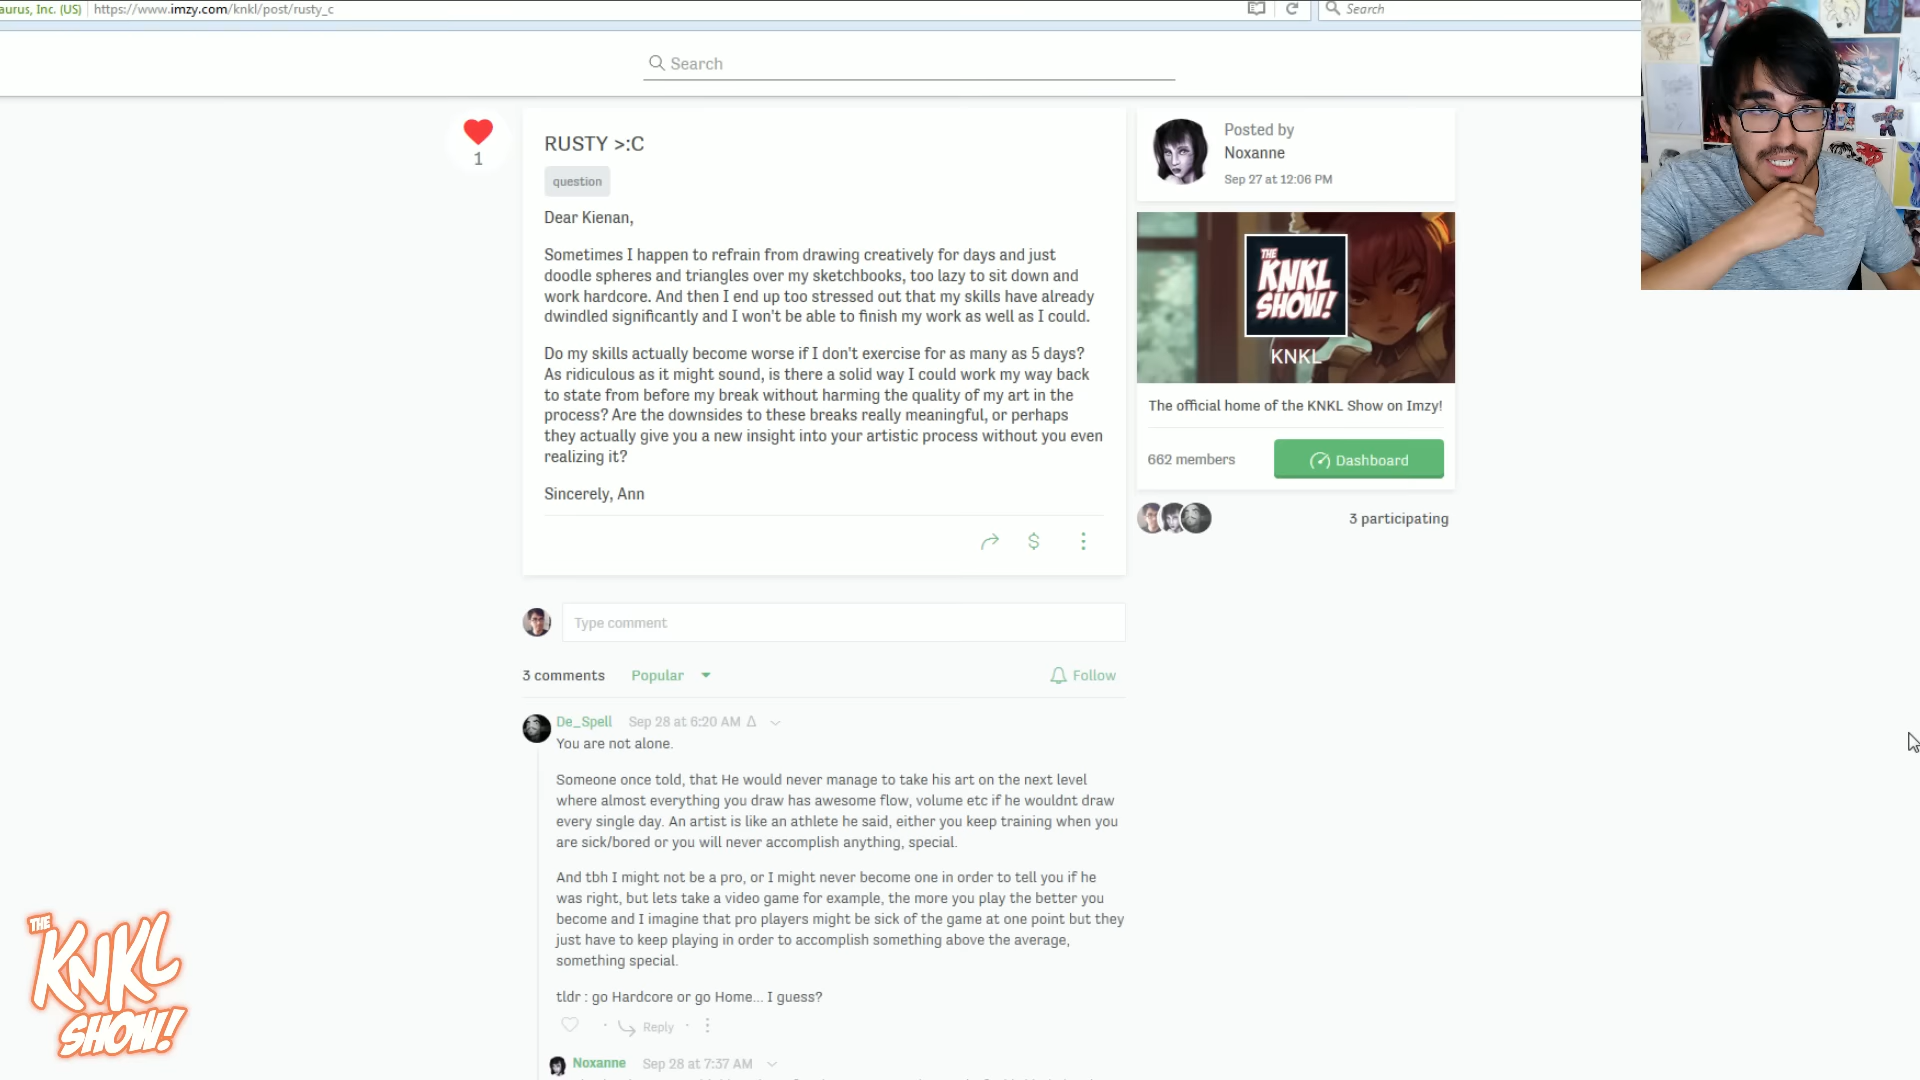 aurus, Inc. (US)
https://www.imzy.com/knkl/post/rusty_c
Search
Search
1
RUSTY >:C
question
Dear Kienan,
Sometimes I happen to refrain from drawing creatively for days and just
doodle spheres and triangles over my sketchbooks, too lazy to sit down and
work hardcore. And then I end up too stressed out that my skills have already
dwindled significantly and I won't be able to finish my work as well as I could.
Do my skills actually become worse if I don't exercise for as many as 5 days?
As ridiculous as it might sound, is there a solid way I could work my way back
to state from before my break without harming the quality of my art in the
process? Are the downsides to these breaks really meaningful, or perhaps
they actually give you a new insight into your artistic process without you even
realizing it?
Sincerely, Ann
$
Posted by
Noxanne
Sep 27 at 12:06 PM
THE
KNKL
SHOW!
KNKL
The official home of the KNKL Show on Imzy!
662 members
Dashboard
3 participating
Type comment
3 comments
Popular
Follow
De_Spell
Sep 28 at 6:20 AM Δ
You are not alone.
Someone once told, that He would never manage to take his art on the next level
where almost everything you draw has awesome flow, volume etc if he wouldnt draw
every single day. An artist is like an athlete he said, either you keep training when you
are sick/bored or you will never accomplish anything, special.
And tbh I might not be a pro, or I might never become one in order to tell you if he
was right, but lets take a video game for example, the more you play the better you
become and I imagine that pro players might be sick of the game at one point but they
just have to keep playing in order to accomplish something above the average,
something special.
tldr : go Hardcore or go Home... I guess?
Reply
Noxanne
Sep 28 at 7:37 AM
THE
KNKL
SHOW!